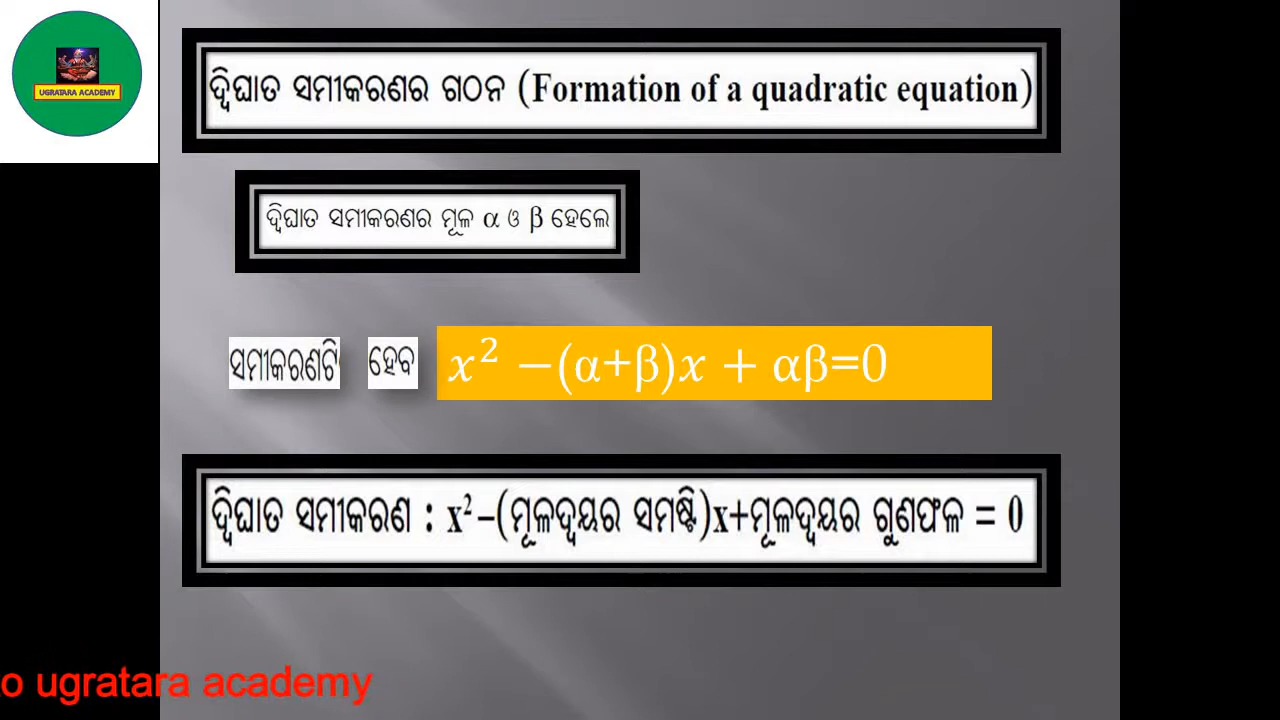 UGRATARA ACADEMY
ଦ୍ୱିଘାତ ସମୀକରଣର ଗଠନ (Formation of a quadratic equation)
ଦ୍ୱିଘାତ ସମୀକରଣର ମୂଳ α ଓ β ହେଲେ
ସମୀକରଣଟି ହେବ x² −(α+β)x + αβ=0
ଦ୍ୱିଘାତ ସମୀକରଣ : x²−(ମୂଳଦ୍ୱୟର ସମଷ୍ଟି)x+ମୂଳଦ୍ୱୟର ଗୁଣଫଳ = 0
o ugratara academy